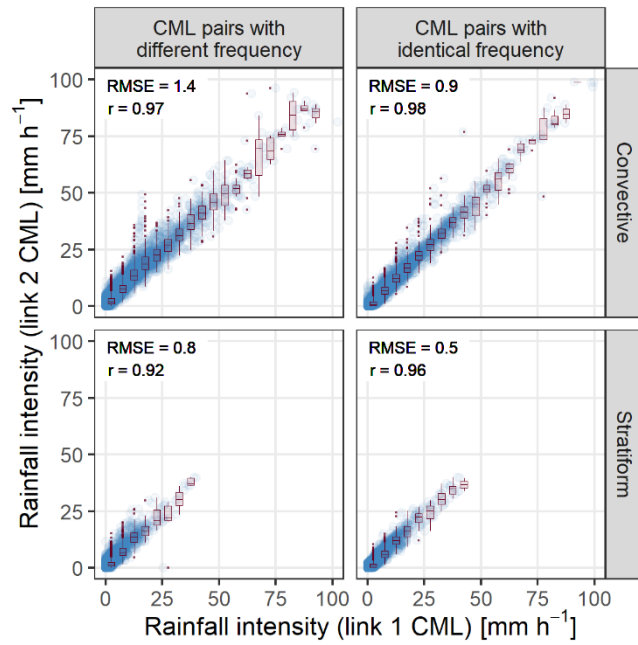 CML pairs with
different frequency
CML pairs with
identical frequency
Rainfall intensity (link 2 CML) [mm h⁻¹]
100
75
50
25
0
RMSE = 1.4
r = 0.97
RMSE = 0.9
r = 0.98
Convective
100
75
50
25
0
RMSE = 0.8
r = 0.92
RMSE = 0.5
r = 0.96
Stratiform
0 25 50 75 100
0 25 50 75 100
Rainfall intensity (link 1 CML) [mm h⁻¹]